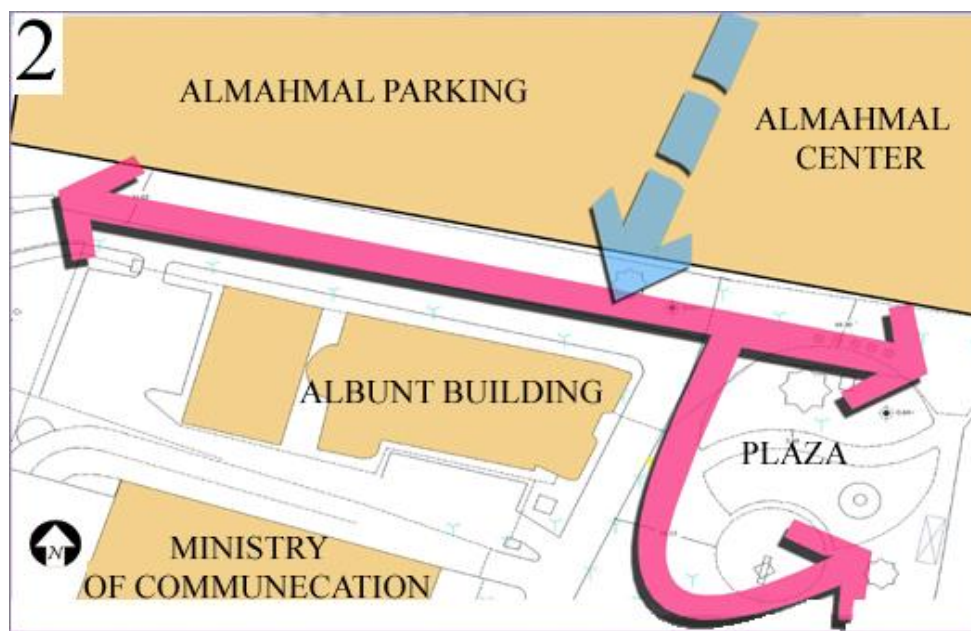 2
ALMAHMAL PARKING
ALMAHMAL
CENTER
ALBUNT BUILDING
PLAZA
MINISTRY
OF COMMUNECATION
N